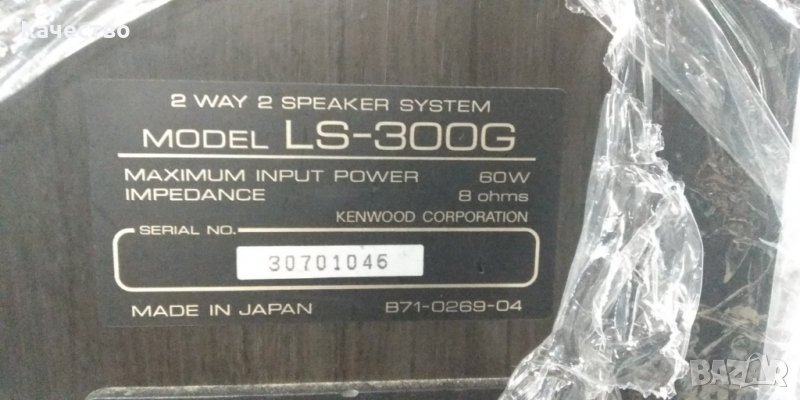 Качество
2 WAY 2 SPEAKER SYSTEM
MODEL LS-300G
MAXIMUM INPUT POWER 60W
IMPEDANCE 8 ohms
KENWOOD CORPORATION
SERIAL NO.
30701046
MADE IN JAPAN B71-0269-04
BAZAR